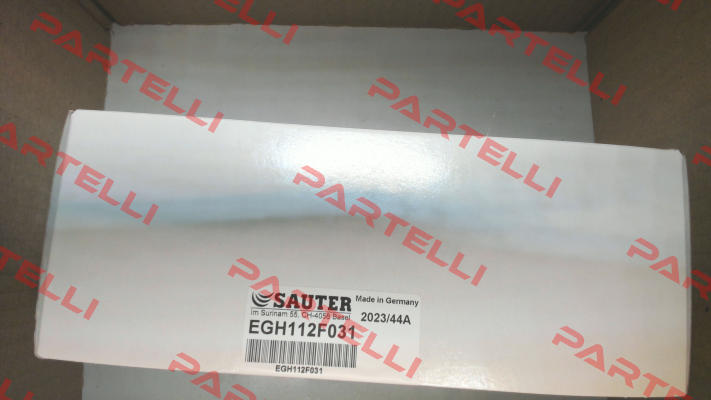 PARTELLI
PARTELLI
PARTELLI
PARTELLI
PARTELLI
PARTELLI
PARTELLI
PARTELLI
SAUTER
Made in Germany
Im Surinam 55, CH-4058 Basel
2023/44A
EGH112F031
EGH112F031